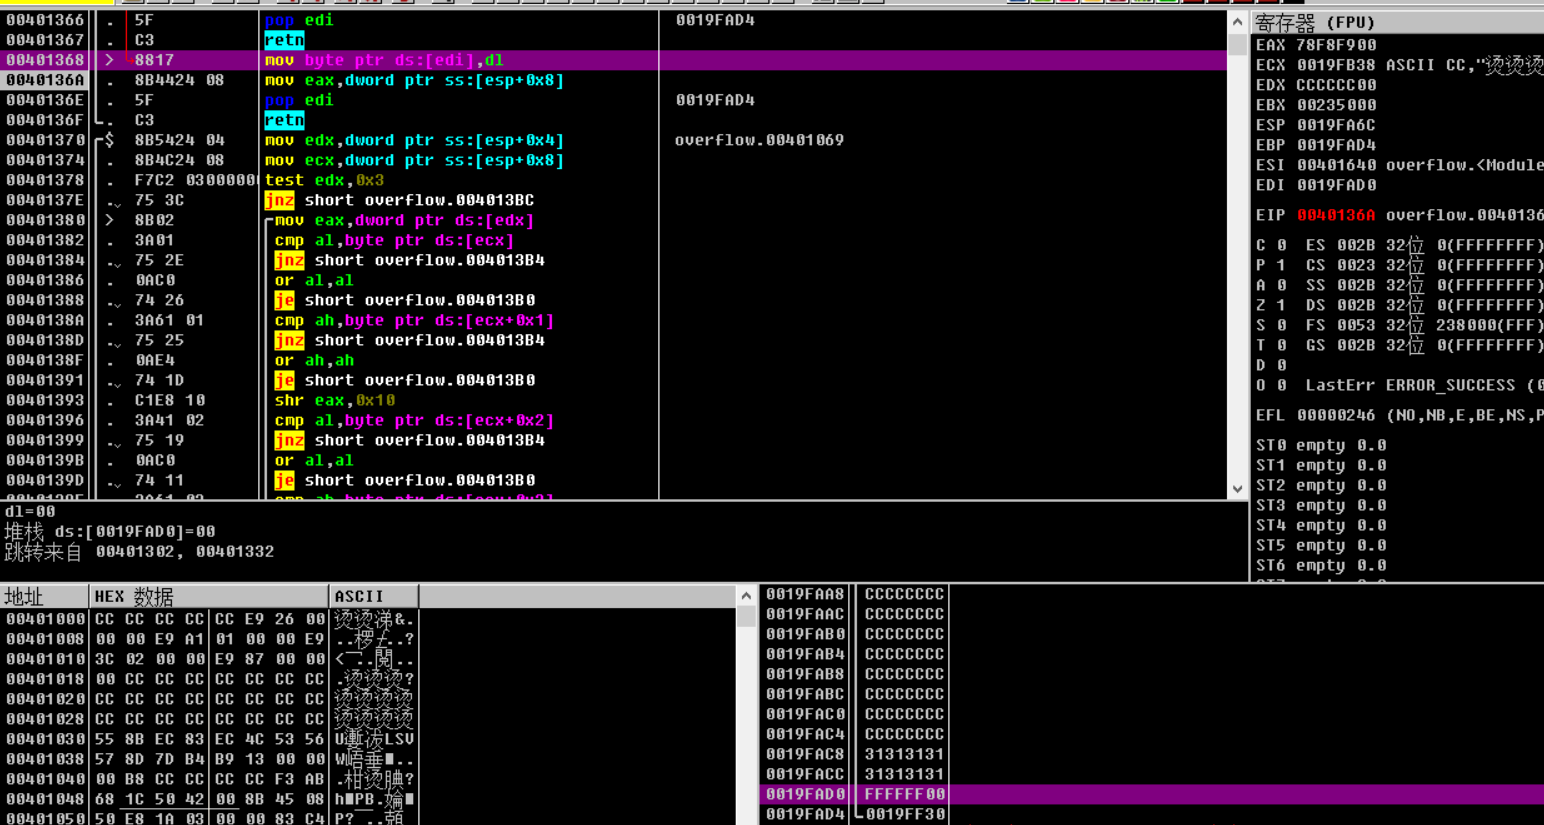 00401366 . 5F pop edi 0019FAD4
00401367 . C3 retn
00401368 > 8817 mov byte ptr ds:[edi],dl
0040136A . 8B4424 08 mov eax,dword ptr ss:[esp+0x8]
0040136E . 5F pop edi 0019FAD4
0040136F . C3 retn
00401370 $ 8B5424 04 mov edx,dword ptr ss:[esp+0x4] overflow.00401069
00401374 . 8B4C24 08 mov ecx,dword ptr ss:[esp+0x8]
00401378 . F7C2 03000000 test edx,0x3
0040137E . 75 3C jnz short overflow.004013BC
00401380 > 8B02 mov eax,dword ptr ds:[edx]
00401382 . 3A01 cmp al,byte ptr ds:[ecx]
00401384 . 75 2E jnz short overflow.004013B4
00401386 . 0AC0 or al,al
00401388 . 74 26 je short overflow.004013B0
0040138A . 3A61 01 cmp ah,byte ptr ds:[ecx+0x1]
0040138D . 75 25 jnz short overflow.004013B4
0040138F . 0AE4 or ah,ah
00401391 . 74 1D je short overflow.004013B0
00401393 . C1E8 10 shr eax,0x10
00401396 . 3A41 02 cmp al,byte ptr ds:[ecx+0x2]
00401399 . 75 19 jnz short overflow.004013B4
0040139B . 0AC0 or al,al
0040139D . 74 11 je short overflow.004013B0
寄存器 (FPU)
EAX 78F8F900
ECX 0019FB38 ASCII CC,"烫烫烫
EDX CCCCCC00
EBX 00235000
ESP 0019FA6C
EBP 0019FAD4
ESI 00401640 overflow.<Module
EDI 0019FAD0
EIP 0040136A overflow.0040136
C 0 ES 002B 32位 0(FFFFFFFF)
P 1 CS 0023 32位 0(FFFFFFFF)
A 0 SS 002B 32位 0(FFFFFFFF)
Z 1 DS 002B 32位 0(FFFFFFFF)
S 0 FS 0053 32位 238000(FFF)
T 0 GS 002B 32位 0(FFFFFFFF)
D 0
O 0 LastErr ERROR_SUCCESS (0
EFL 00000246 (NO,NB,E,BE,NS,P
ST0 empty 0.0
ST1 empty 0.0
ST2 empty 0.0
ST3 empty 0.0
ST4 empty 0.0
ST5 empty 0.0
ST6 empty 0.0
dl=00
堆栈 ds:[0019FAD0]=00
跳转来自 00401302, 00401332
地址 HEX 数据 ASCII
00401000 CC CC CC CC CC E9 26 00 烫烫涕&.
00401008 00 00 E9 A1 01 00 00 E9
00401010 3C 02 00 00 E9 87 00 00
00401018 00 CC CC CC CC CC CC CC .烫烫烫?
00401020 CC CC CC CC CC CC CC CC 烫烫烫烫
00401028 CC CC CC CC CC CC CC CC 烫烫烫烫
00401030 55 8B EC 83 EC 4C 53 56
00401038 57 8D 7D B4 B9 13 00 00
00401040 00 B8 CC CC CC CC F3 AB
00401048 68 1C 50 42 00 8B 45 08
00401050 50 E8 1A 03 00 00 83 C4
0019FAA8 CCCCCCCC
0019FAAC CCCCCCCC
0019FAB0 CCCCCCCC
0019FAB4 CCCCCCCC
0019FAB8 CCCCCCCC
0019FABC CCCCCCCC
0019FAC0 CCCCCCCC
0019FAC4 CCCCCCCC
0019FAC8 31313131
0019FACC 31313131
0019FAD0 FFFFFF00
0019FAD4 0019FF30